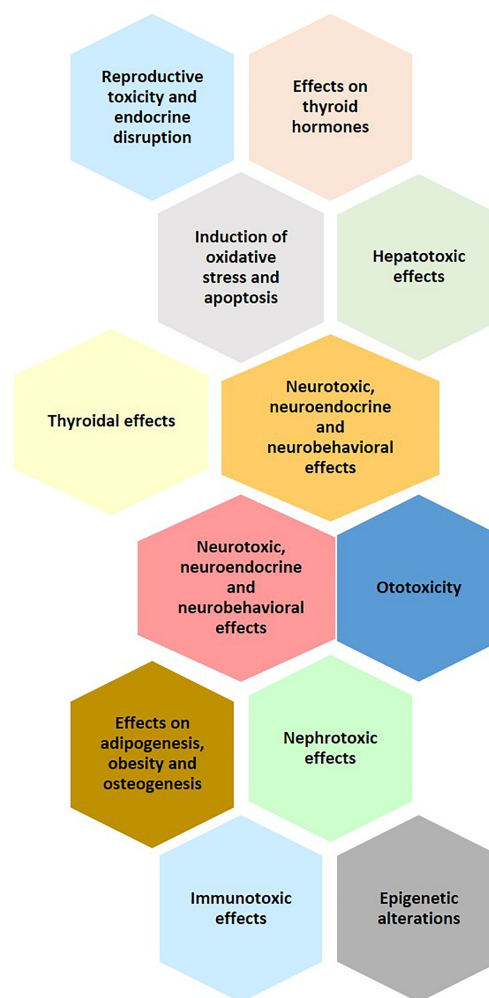 Reproductive
toxicity and
endocrine
disruption
Effects on
thyroid
hormones
Induction of
oxidative
stress and
apoptosis
Hepatotoxic
effects
Thyroidal effects
Neurotoxic,
neuroendocrine
and
neurobehavioral
effects
Neurotoxic,
neuroendocrine
and
neurobehavioral
effects
Ototoxicity
Effects on
adipogenesis,
obesity and
osteogenesis
Nephrotoxic
effects
Immunotoxic
effects
Epigenetic
alterations